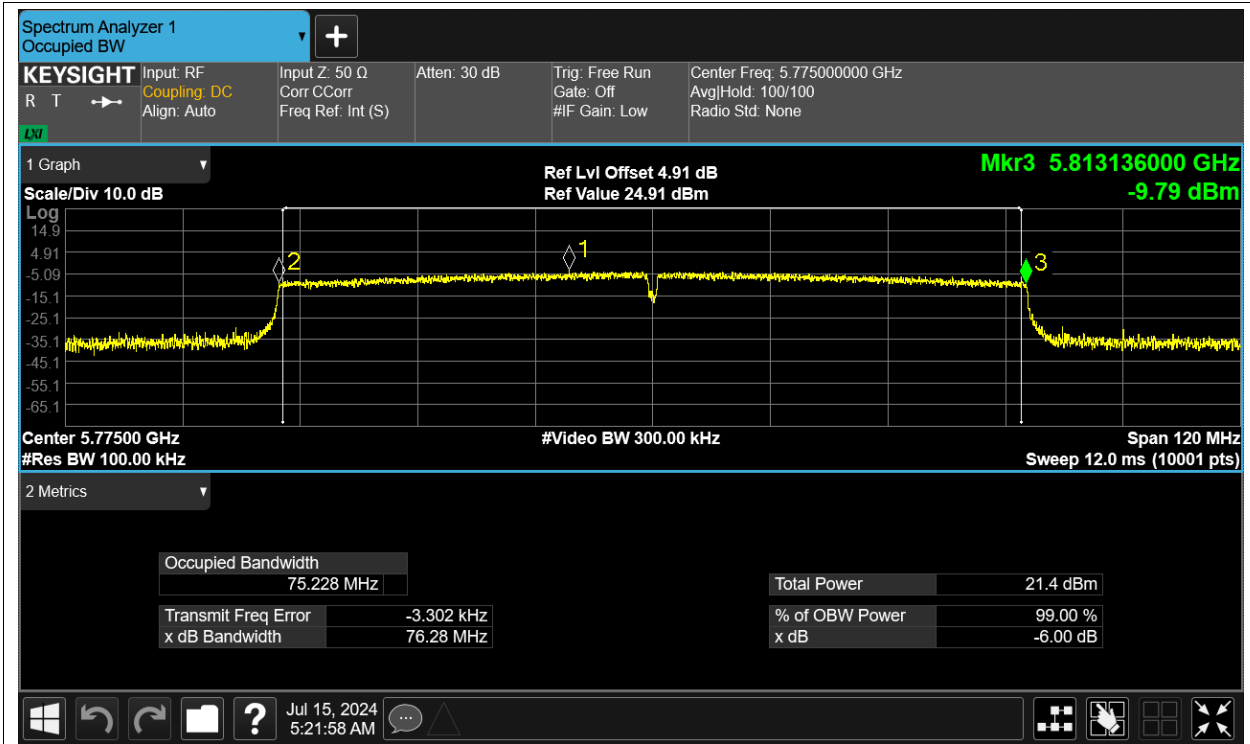 Spectrum Analyzer 1
Occupied BW
KEYSIGHT
R T
LXI
Input: RF
Coupling: DC
Align: Auto
Input Z: 50 Ω
Corr CCorr
Freq Ref: Int (S)
Atten: 30 dB
Trig: Free Run
Gate: Off
#IF Gain: Low
Center Freq: 5.775000000 GHz
Avg|Hold: 100/100
Radio Std: None
1 Graph
Scale/Div 10.0 dB
Ref Lvl Offset 4.91 dB
Ref Value 24.91 dBm
Mkr3 5.813136000 GHz
-9.79 dBm
Log
14.9
4.91
-5.09
-15.1
-25.1
-35.1
-45.1
-55.1
-65.1
2
1
3
Center 5.77500 GHz
#Res BW 100.00 kHz
#Video BW 300.00 kHz
Span 120 MHz
Sweep 12.0 ms (10001 pts)
2 Metrics
Occupied Bandwidth
75.228 MHz
Transmit Freq Error -3.302 kHz
x dB Bandwidth 76.28 MHz
Total Power 21.4 dBm
% of OBW Power 99.00 %
x dB -6.00 dB
?
Jul 15, 2024
5:21:58 AM